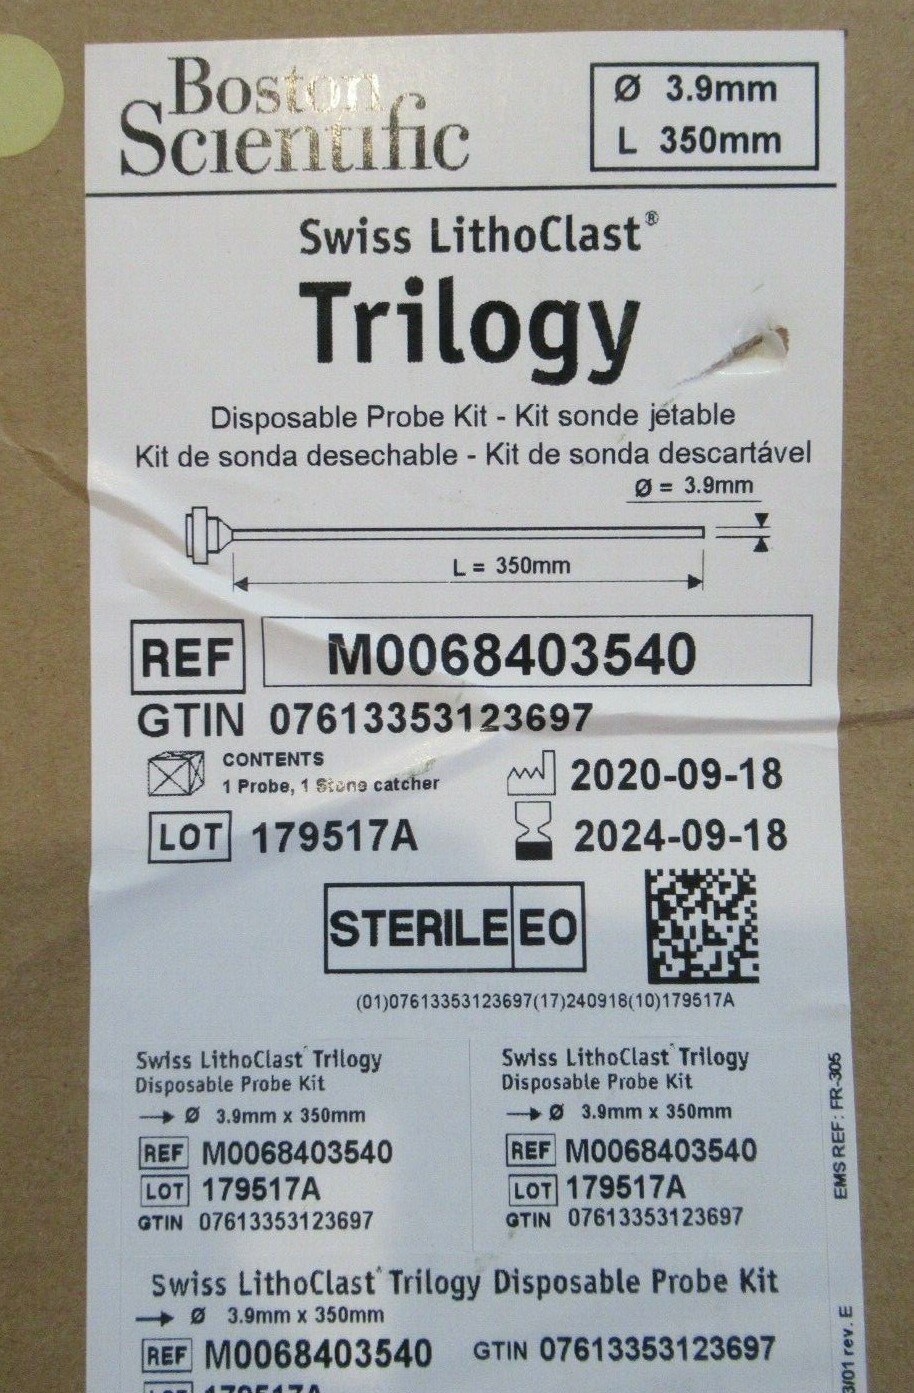 Boston
Scientific
Ø 3.9mm
L 350mm
Swiss LithoClast®
Trilogy
Disposable Probe Kit - Kit sonde jetable
Kit de sonda desechable - Kit de sonda descartável
Ø = 3.9mm
L = 350mm
REF M0068403540
GTIN 07613353123697
CONTENTS
1 Probe, 1 Stone catcher
2020-09-18
LOT 179517A
2024-09-18
STERILE EO
(01)07613353123697(17)240918(10)179517A
Swiss LithoClast Trilogy
Disposable Probe Kit
Ø 3.9mm x 350mm
REF M0068403540
LOT 179517A
GTIN 07613353123697
Swiss LithoClast Trilogy
Disposable Probe Kit
Ø 3.9mm x 350mm
REF M0068403540
LOT 179517A
GTIN 07613353123697
EMS REF: FR-305
Swiss LithoClast Trilogy Disposable Probe Kit
Ø 3.9mm x 350mm
REF M0068403540 GTIN 07613353123697
LOT 179517A
rev. E